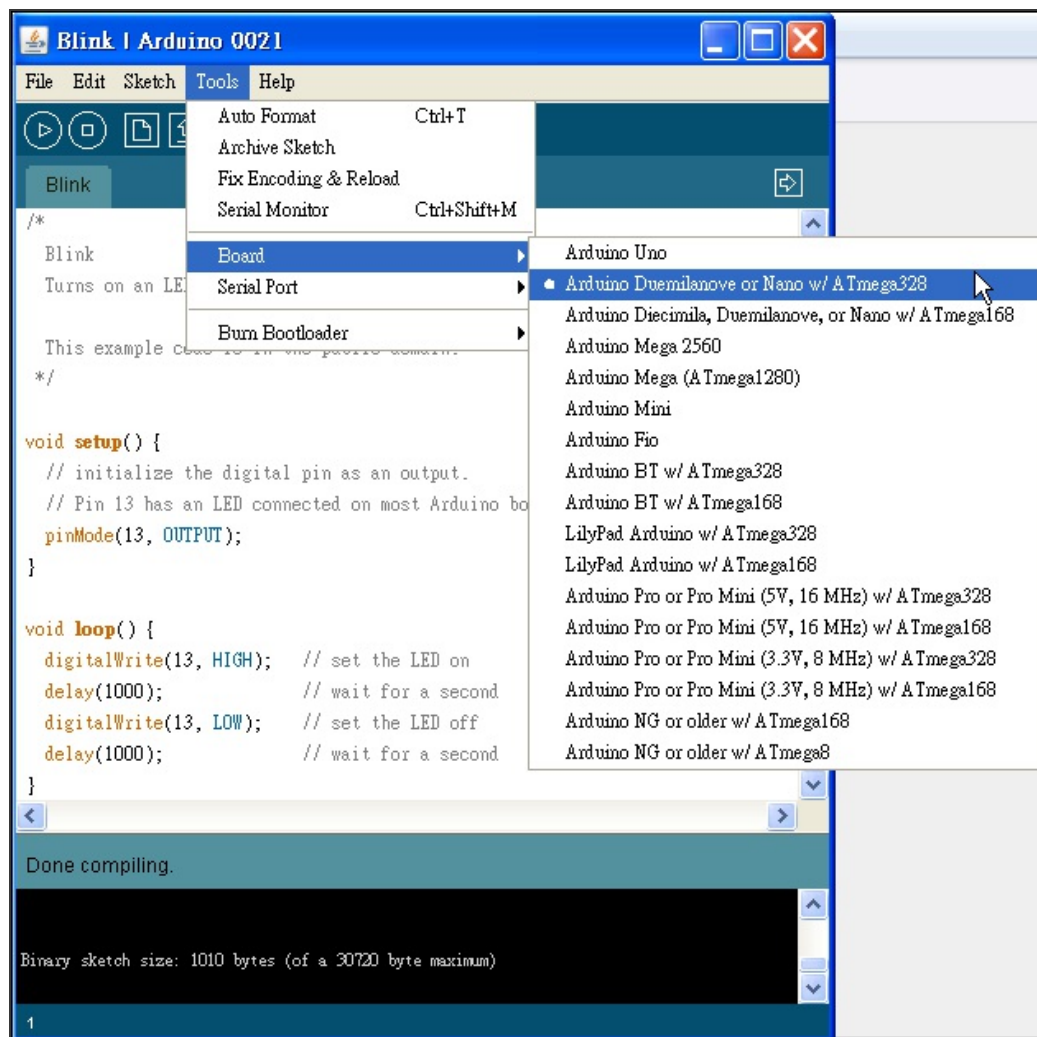 Blink | Arduino 0021
File Edit Sketch Tools Help
Auto Format Ctrl+T
Archive Sketch
Fix Encoding & Reload
Serial Monitor Ctrl+Shift+M
Board
Serial Port
Burn Bootloader
Arduino Uno
Arduino Duemilanove or Nano w/ ATmega328
Arduino Diecimila, Duemilanove, or Nano w/ ATmega168
Arduino Mega 2560
Arduino Mega (ATmega1280)
Arduino Mini
Arduino Fio
Arduino BT w/ ATmega328
Arduino BT w/ ATmega168
LilyPad Arduino w/ ATmega328
LilyPad Arduino w/ ATmega168
Arduino Pro or Pro Mini (5V, 16 MHz) w/ ATmega328
Arduino Pro or Pro Mini (5V, 16 MHz) w/ ATmega168
Arduino Pro or Pro Mini (3.3V, 8 MHz) w/ ATmega328
Arduino Pro or Pro Mini (3.3V, 8 MHz) w/ ATmega168
Arduino NG or older w/ ATmega168
Arduino NG or older w/ ATmega8
Blink
/*
Blink
Turns on an LE
This example
*/
void setup() {
// initialize the digital pin as an output.
// Pin 13 has an LED connected on most Arduino bo
pinMode(13, OUTPUT);
}
void loop() {
digitalWrite(13, HIGH); // set the LED on
delay(1000); // wait for a second
digitalWrite(13, LOW); // set the LED off
delay(1000); // wait for a second
}
Done compiling.
Binary sketch size: 1010 bytes (of a 30720 byte maximum)
1